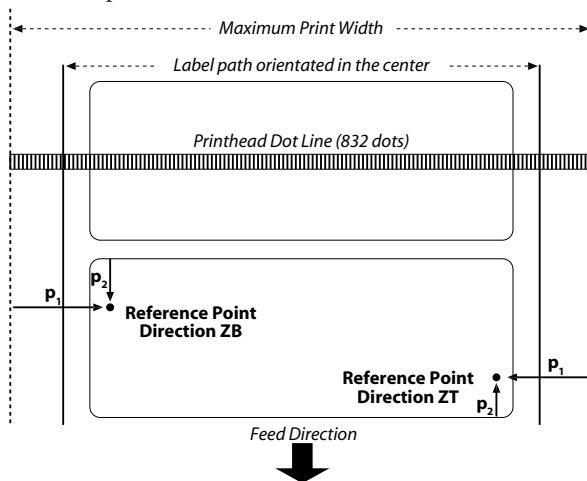 Maximum Print Width
Label path orientated in the center
Printhead Dot Line (832 dots)
p2
p1
Reference Point
Direction ZB
p1
Reference Point
Direction ZT
p2
Feed Direction